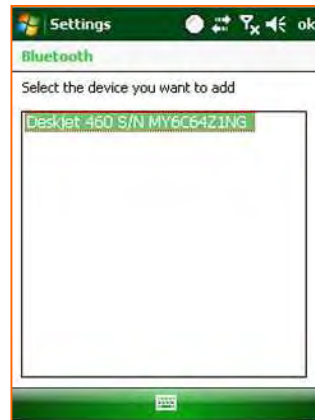 Settings
ok
Bluetooth
Select the device you want to add
Deskjet 460 S/N MY6C64Z1NG